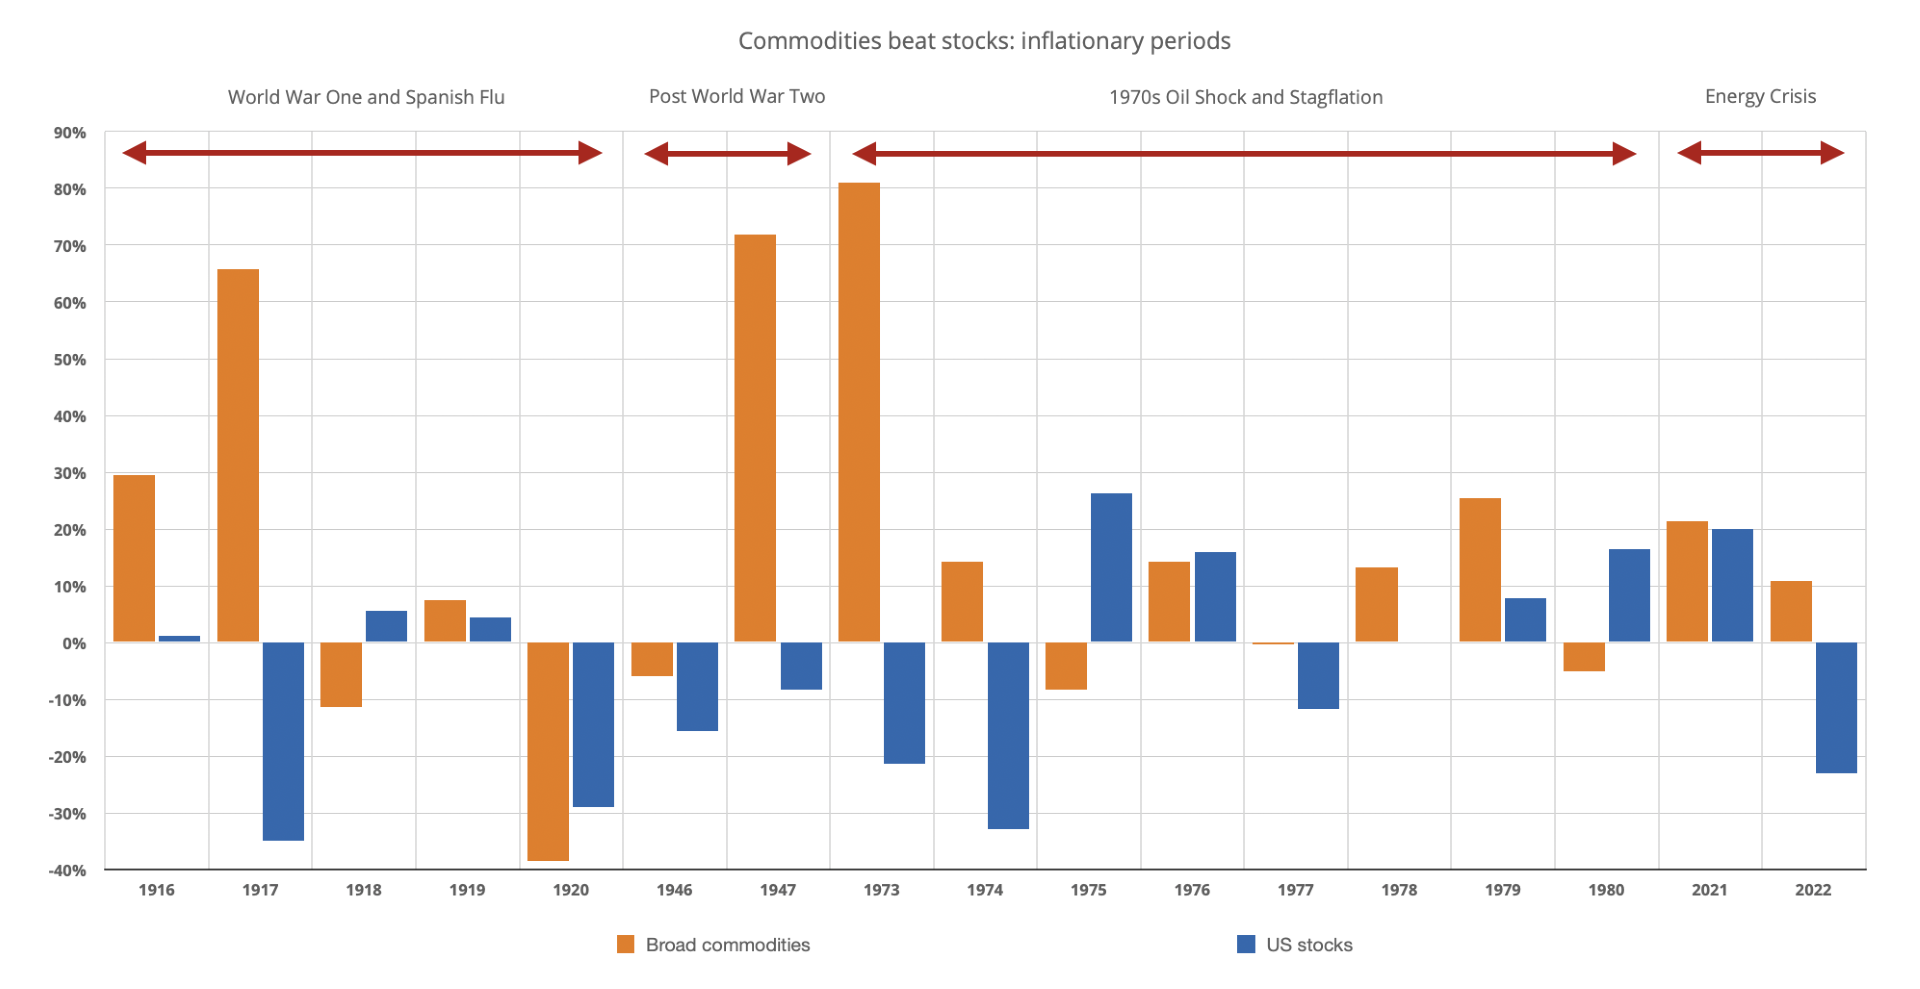 Commodities beat stocks: inflationary periods
World War One and Spanish Flu
Post World War Two
1970s Oil Shock and Stagflation
Energy Crisis
90%
80%
70%
60%
50%
40%
30%
20%
10%
0%
-10%
-20%
-30%
-40%
1916 1917 1918 1919 1920 1946 1947 1973 1974 1975 1976 1977 1978 1979 1980 2021 2022
Broad commodities
US stocks